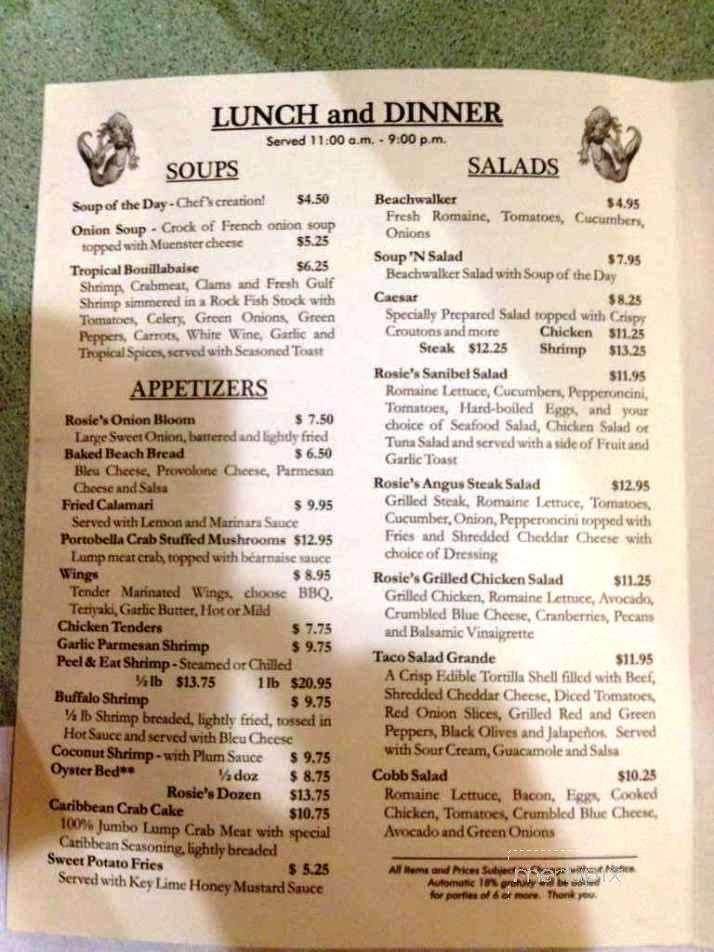 LUNCH and DINNER
Served 11:00 a.m. - 9:00 p.m.
SOUPS
Soup of the Day - Chef's creation! $4.50
Onion Soup - Crock of French onion soup
topped with Muenster cheese $5.25
Tropical Bouillabaise $6.25
Shrimp, Crabmeat, Clams and Fresh Gulf
Shrimp simmered in a Rock Fish Stock with
Tomatoes, Celery, Green Onions, Green
Peppers, Carrots, White Wine, Garlic and
Tropical Spices, served with Seasoned Toast
APPETIZERS
Rosie's Onion Bloom $ 7.50
Large Sweet Onion, battered and lightly fried
Baked Beach Bread $ 6.50
Bleu Cheese, Provolone Cheese, Parmesan
Cheese and Salsa
Fried Calamari $ 9.95
Served with Lemon and Marinara Sauce
Portobella Crab Stuffed Mushrooms $12.95
Lump meat crab, topped with béarnaise sauce
Wings $ 8.95
Tender Marinated Wings, choose BBQ,
Teriyaki, Garlic Butter, Hot or Mild
Chicken Tenders $ 7.75
Garlic Parmesan Shrimp $ 9.75
Peel & Eat Shrimp - Steamed or Chilled
½ lb $13.75 1 lb $20.95
Buffalo Shrimp $ 9.75
½ lb Shrimp breaded, lightly fried, tossed in
Hot Sauce and served with Bleu Cheese
Coconut Shrimp - with Plum Sauce $ 9.75
Oyster Bed** ½ doz $ 8.75
Rosie's Dozen $13.75
Caribbean Crab Cake $10.75
100% Jumbo Lump Crab Meat with special
Caribbean Seasoning, lightly breaded
Sweet Potato Fries $ 5.25
Served with Key Lime Honey Mustard Sauce
SALADS
Beachwalker $4.95
Fresh Romaine, Tomatoes, Cucumbers,
Onions
Soup 'N Salad $7.95
Beachwalker Salad with Soup of the Day
Caesar $8.25
Specially Prepared Salad topped with Crispy
Croutons and more Chicken $11.25
Steak $12.25 Shrimp $13.25
Rosie's Sanibel Salad $11.95
Romaine Lettuce, Cucumbers, Pepperoncini,
Tomatoes, Hard-boiled Eggs, and your
choice of Seafood Salad, Chicken Salad or
Tuna Salad and served with a side of Fruit and
Garlic Toast
Rosie's Angus Steak Salad $12.95
Grilled Steak, Romaine Lettuce, Tomatoes,
Cucumber, Onion, Pepperoncini topped with
Fries and Shredded Cheddar Cheese with
choice of Dressing
Rosie's Grilled Chicken Salad $11.25
Grilled Chicken, Romaine Lettuce, Avocado,
Crumbled Blue Cheese, Cranberries, Pecans
and Balsamic Vinaigrette
Taco Salad Grande $11.95
A Crisp Edible Tortilla Shell filled with Beef,
Shredded Cheddar Cheese, Diced Tomatoes,
Red Onion Slices, Grilled Red and Green
Peppers, Black Olives and Jalapeños. Served
with Sour Cream, Guacamole and Salsa
Cobb Salad $10.25
Romaine Lettuce, Bacon, Eggs, Cooked
Chicken, Tomatoes, Crumbled Blue Cheese,
Avocado and Green Onions
All Items and Prices Subject to Change without Notice.
Automatic 18% gratuity will be added
for parties of 6 or more. Thank you.